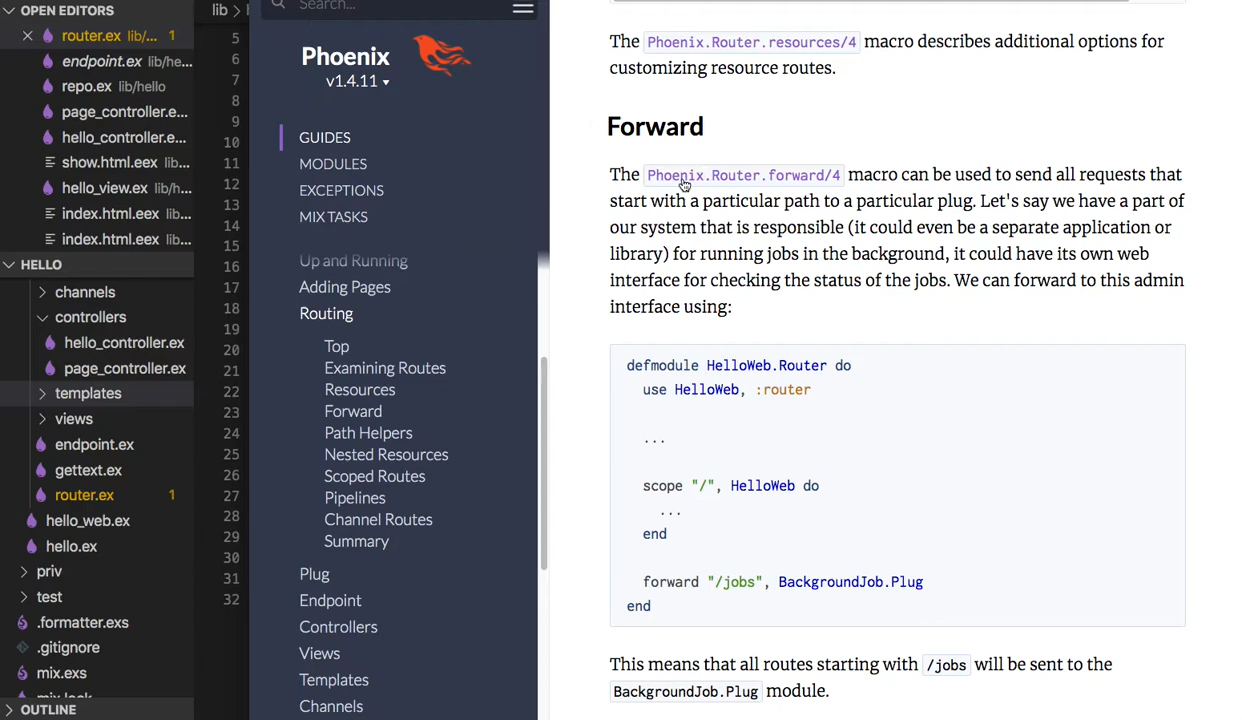 OPEN EDITORS
router.ex lib/... 1
endpoint.ex lib/he...
repo.ex lib/hello
page_controller.e...
hello_controller.e...
show.html.eex lib...
hello_view.ex lib/h...
index.html.eex lib...
index.html.eex lib...
HELLO
channels
controllers
hello_controller.ex
page_controller.ex
templates
views
endpoint.ex
gettext.ex
router.ex 1
hello_web.ex
hello.ex
priv
test
.formatter.exs
.gitignore
mix.exs
mix.lock
OUTLINE
lib >
5
6
7
8
9
10
11
12
13
14
15
16
17
18
19
20
21
22
23
24
25
26
27
28
29
30
31
32
Search...
Phoenix
v1.4.11
GUIDES
MODULES
EXCEPTIONS
MIX TASKS
Up and Running
Adding Pages
Routing
Top
Examining Routes
Resources
Forward
Path Helpers
Nested Resources
Scoped Routes
Pipelines
Channel Routes
Summary
Plug
Endpoint
Controllers
Views
Templates
Channels
The Phoenix.Router.resources/4 macro describes additional options for
customizing resource routes.
Forward
The Phoenix.Router.forward/4 macro can be used to send all requests that
start with a particular path to a particular plug. Let's say we have a part of
our system that is responsible (it could even be a separate application or
library) for running jobs in the background, it could have its own web
interface for checking the status of the jobs. We can forward to this admin
interface using:
defmodule HelloWeb.Router do
use HelloWeb, :router
...
scope "/", HelloWeb do
...
end
forward "/jobs", BackgroundJob.Plug
end
This means that all routes starting with /jobs will be sent to the
BackgroundJob.Plug module.